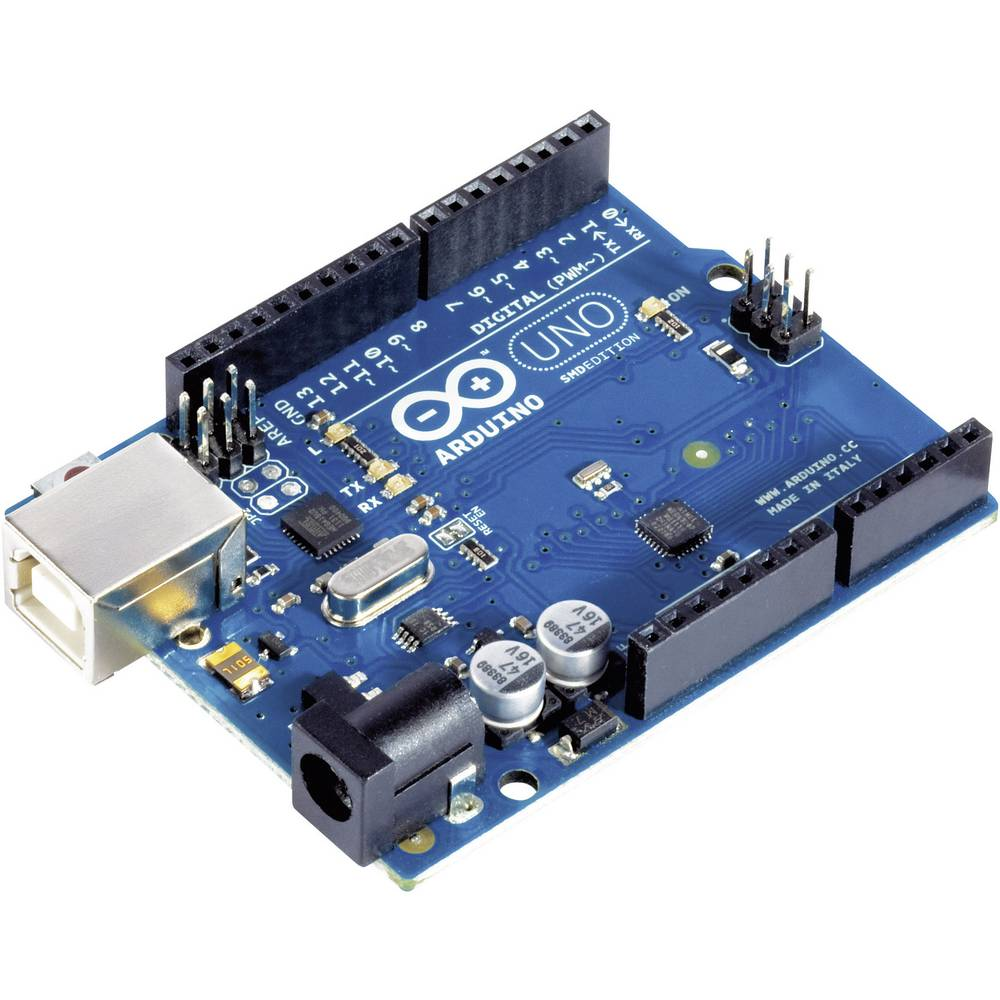 RX←0
TX→1
2
~3
4
~5
~6
7
8
~9
~10
~11
12
13
GND
AREF
DIGITAL (PWM~)
UNO
SMDEDITION
ARDUINO
™
ON
L
TX
RX
RESET
EN
WWW.ARDUINO.CC
MADE IN ITALY
47
16V
47
16V